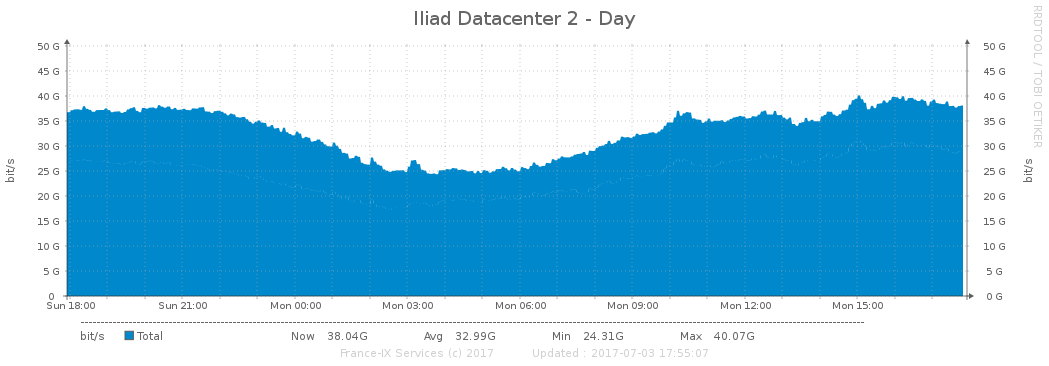 Iliad Datacenter 2 - Day
RRDTOOL / TOBI OETIKER
50 G 50 G
45 G 45 G
40 G 40 G
35 G 35 G
30 G 30 G
25 G 25 G
20 G 20 G
15 G 15 G
10 G 10 G
5 G 5 G
0 0 G
bit/s bit/s
Sun 18:00 Sun 21:00 Mon 00:00 Mon 03:00 Mon 06:00 Mon 09:00 Mon 12:00 Mon 15:00
bit/s Total Now 38.04G Avg 32.99G Min 24.31G Max 40.07G
France-IX Services (c) 2017 Updated : 2017-07-03 17:55:07